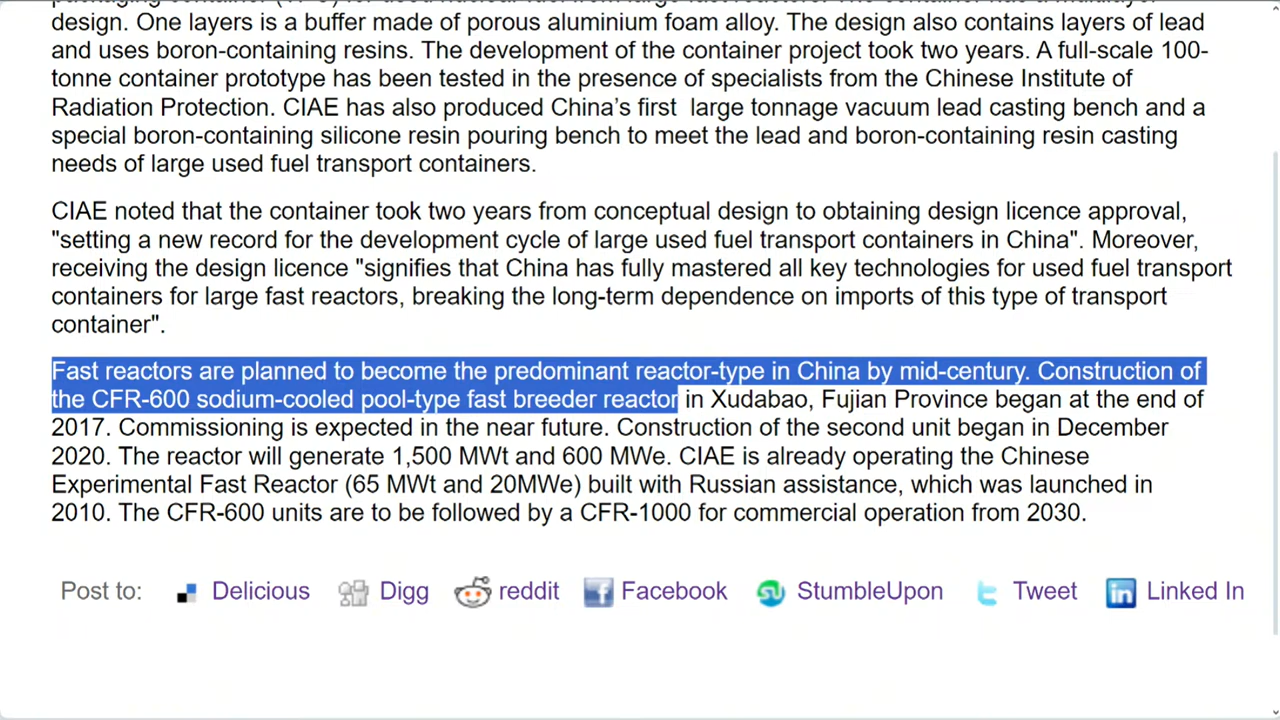 design. One layers is a buffer made of porous aluminium foam alloy. The design also contains layers of lead
and uses boron-containing resins. The development of the container project took two years. A full-scale 100-
tonne container prototype has been tested in the presence of specialists from the Chinese Institute of
Radiation Protection. CIAE has also produced China’s first  large tonnage vacuum lead casting bench and a
special boron-containing silicone resin pouring bench to meet the lead and boron-containing resin casting
needs of large used fuel transport containers.
CIAE noted that the container took two years from conceptual design to obtaining design licence approval,
"setting a new record for the development cycle of large used fuel transport containers in China". Moreover,
receiving the design licence "signifies that China has fully mastered all key technologies for used fuel transport
containers for large fast reactors, breaking the long-term dependence on imports of this type of transport
container".
Fast reactors are planned to become the predominant reactor-type in China by mid-century. Construction of
the CFR-600 sodium-cooled pool-type fast breeder reactor in Xudabao, Fujian Province began at the end of
2017. Commissioning is expected in the near future. Construction of the second unit began in December
2020. The reactor will generate 1,500 MWt and 600 MWe. CIAE is already operating the Chinese
Experimental Fast Reactor (65 MWt and 20MWe) built with Russian assistance, which was launched in
2010. The CFR-600 units are to be followed by a CFR-1000 for commercial operation from 2030.
Post to: Delicious Digg reddit Facebook StumbleUpon Tweet Linked In